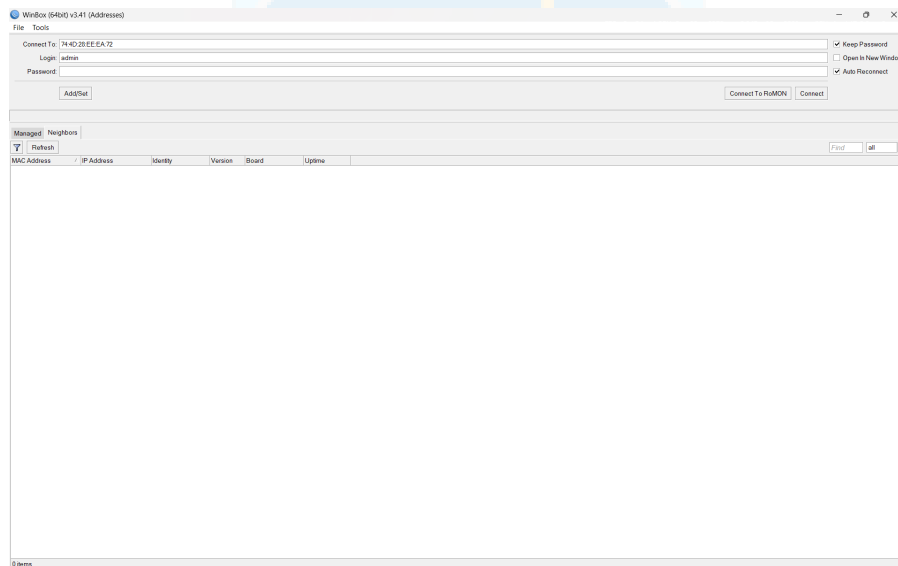 WinBox (64bit) v3.41 (Addresses)
File Tools
Connect To: 74:4D:28:EE:EA:72
Keep Password
Login: admin
Open In New Windo
Password:
Auto Reconnect
Add/Set
Connect To RoMON
Connect
Managed Neighbors
Refresh
Find
all
MAC Address IP Address Identity Version Board Uptime
0 items